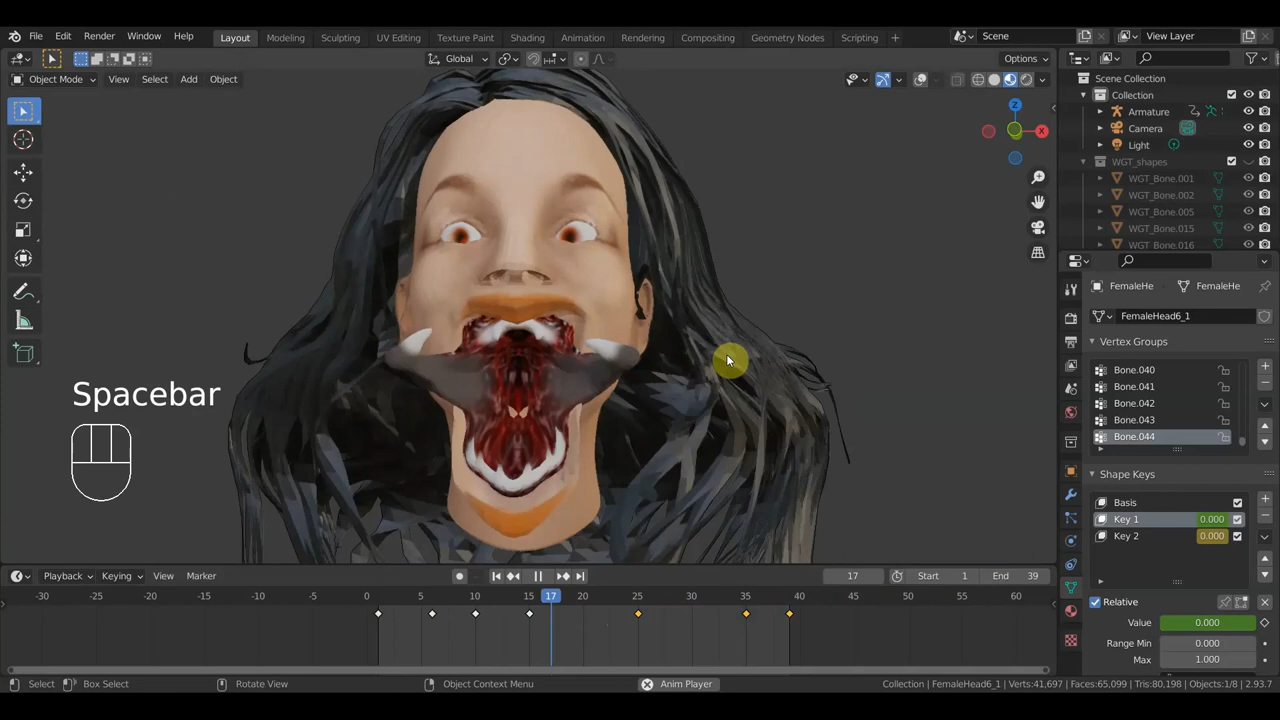 File Edit Render Window Help Layout Modeling Sculpting UV Editing Texture Paint Shading Animation Rendering Compositing Geometry Nodes Scripting + Scene View Layer
Global Options
Object Mode View Select Add Object
Scene Collection
Collection
Armature
Camera
Light
WGT_shapes
WGT_Bone.001
WGT_Bone.002
WGT_Bone.005
WGT_Bone.015
WGT_Bone.016
Z
X
FemaleHe FemaleHe
FemaleHead6_1
Vertex Groups
Bone.040
Bone.041
Bone.042
Bone.043
Bone.044
Shape Keys
Basis
Key 1 0.000
Key 2 0.000
Relative
Value 0.000
Range Min 0.000
Max 1.000
Spacebar
Playback Keying View Marker 17 Start 1 End 39
-30 -25 -20 -15 -10 -5 0 5 10 15 17 20 25 30 35 40 45 50 55 60
Select Box Select Rotate View Object Context Menu Anim Player Collection | FemaleHead6_1 | Verts:41,697 | Faces:65,099 | Tris:80,198 | Objects:1/8 | 2.93.7